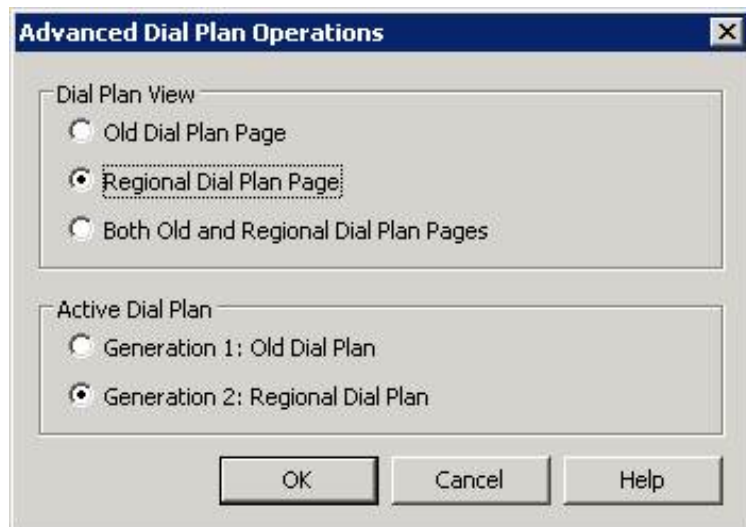 Advanced Dial Plan Operations
Dial Plan View
Old Dial Plan Page
Regional Dial Plan Page
Both Old and Regional Dial Plan Pages
Active Dial Plan
Generation 1: Old Dial Plan
Generation 2: Regional Dial Plan
OK Cancel Help